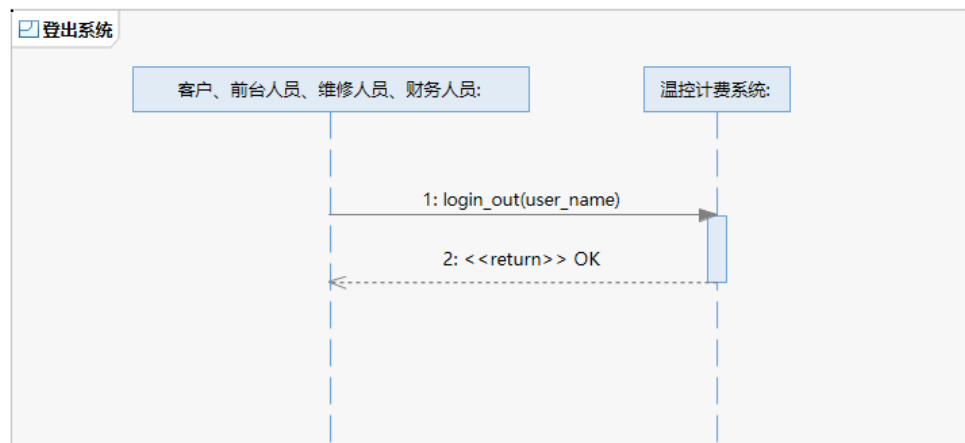 登出系统
客户、前台人员、维修人员、财务人员:
温控计费系统:
1: login_out(user_name)
2: <<return>> OK